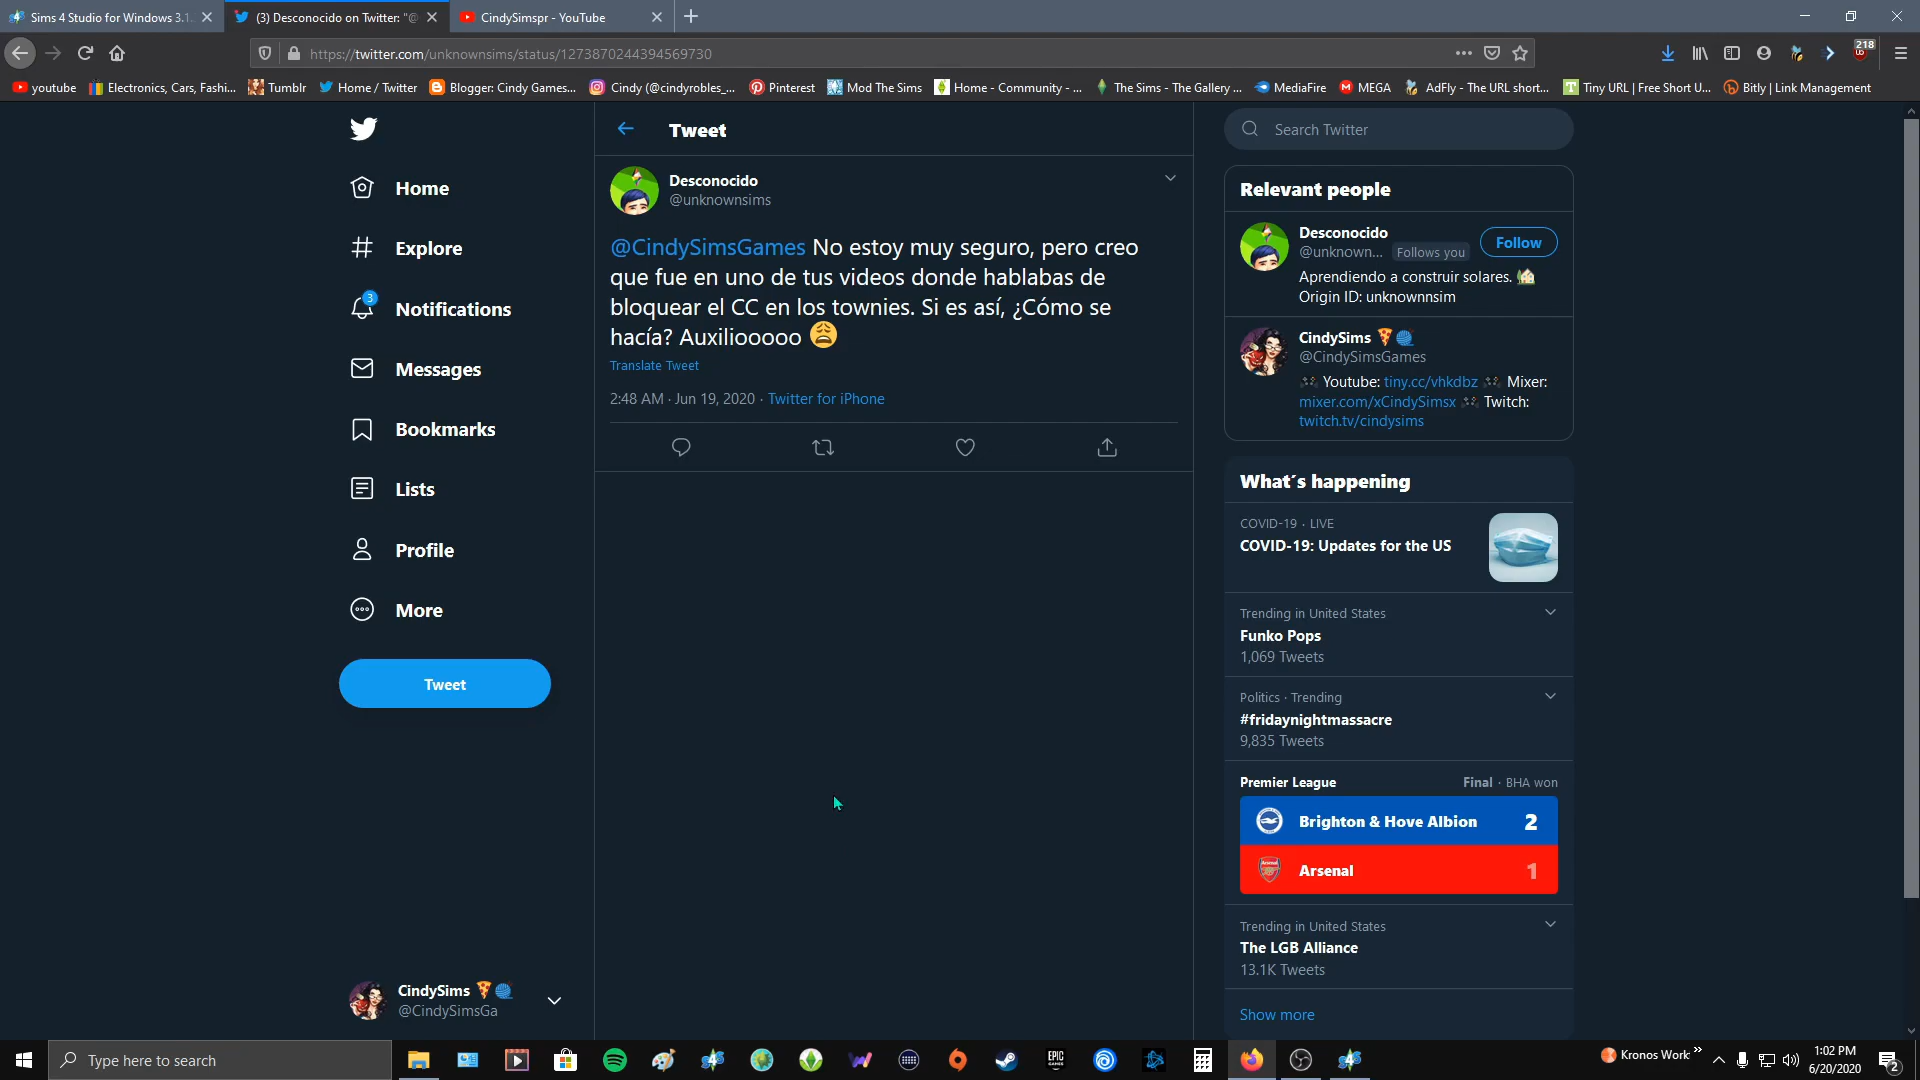 Sims 4 Studio for Windows 3.1.
(3) Desconocido on Twitter: "@
CindySimspr - YouTube
https://twitter.com/unknownsims/status/1273870244394569730
218
youtube
Electronics, Cars, Fashi...
Tumblr
Home / Twitter
Blogger: Cindy Games...
Cindy (@cindyrobles_...
Pinterest
Mod The Sims
Home - Community - ...
The Sims - The Gallery ...
MediaFire
MEGA
AdFly - The URL short...
Tiny URL | Free Short U...
Bitly | Link Management
Home
Explore
3
Notifications
Messages
Bookmarks
Lists
Profile
More
Tweet
CindySims
@CindySimsGa
Tweet
Desconocido
@unknownsims
@CindySimsGames No estoy muy seguro, pero creo
que fue en uno de tus videos donde hablabas de
bloquear el CC en los townies. Si es así, ¿Cómo se
hacía? Auxiliooooo 😩
Translate Tweet
2:48 AM · Jun 19, 2020 · Twitter for iPhone
Search Twitter
Relevant people
Desconocido
@unknown... Follows you
Follow
Aprendiendo a construir solares. 🏡
Origin ID: unknownnsim
CindySims 🍕🧶
@CindySimsGames
🎮 Youtube: tiny.cc/vhkdbz 🎮 Mixer:
mixer.com/xCindySimsx 🎮 Twitch:
twitch.tv/cindysims
What's happening
COVID-19 · LIVE
COVID-19: Updates for the US
Trending in United States
Funko Pops
1,069 Tweets
Politics · Trending
#fridaynightmassacre
9,835 Tweets
Premier League
Final · BHA won
Brighton & Hove Albion 2
Arsenal 1
Trending in United States
The LGB Alliance
13.1K Tweets
Show more
Type here to search
EPIC GAMES
Kronos Work
1:02 PM
6/20/2020
2